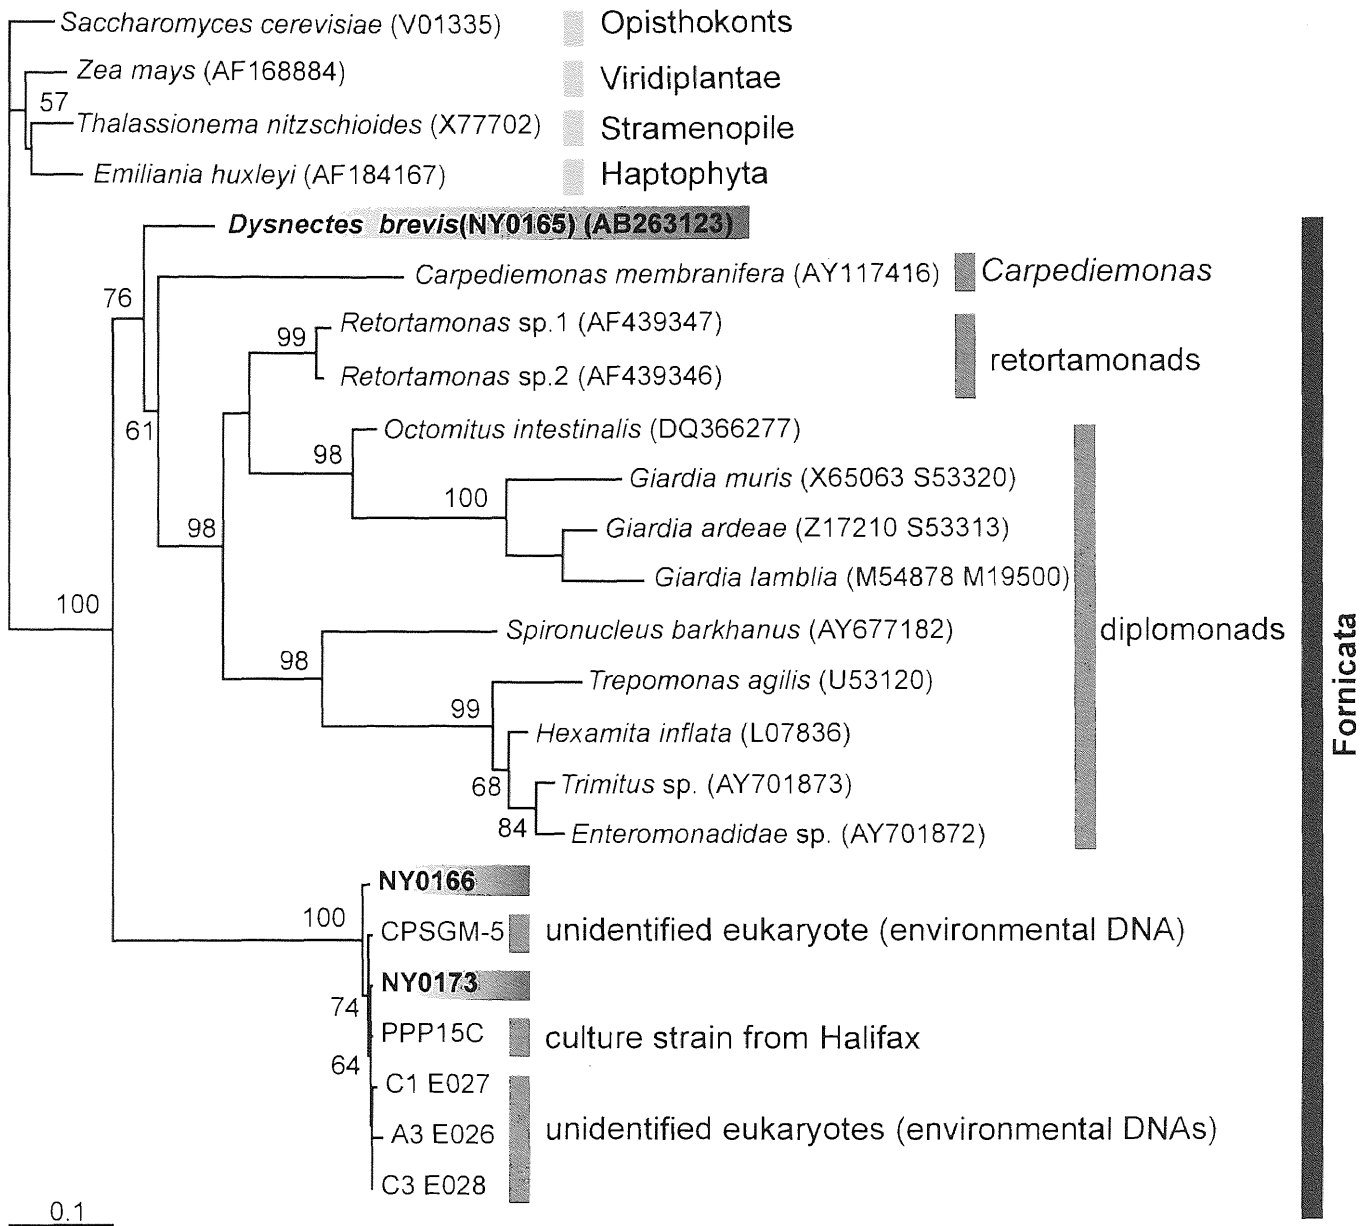 Saccharomyces cerevisiae (V01335) Opisthokonts
Zea mays (AF168884) Viridiplantae
57
Thalassionema nitzschioides (X77702) Stramenopile
Emiliania huxleyi (AF184167) Haptophyta
Dysnectes brevis(NY0165) (AB263123)
Carpediemonas membranifera (AY117416) Carpediemonas
76
Retortamonas sp.1 (AF439347)
99
retortamonads
Retortamonas sp.2 (AF439346)
61
Octomitus intestinalis (DQ366277)
98
Giardia muris (X65063 S53320)
100
Giardia ardeae (Z17210 S53313)
98
Giardia lamblia (M54878 M19500)
100
Spironucleus barkhanus (AY677182) diplomonads
98
Trepomonas agilis (U53120)
99
Hexamita inflata (L07836)
68
Trimitus sp. (AY701873)
84
Enteromonadidae sp. (AY701872)
Fornicata
NY0166
100
CPSGM-5 unidentified eukaryote (environmental DNA)
NY0173
74
PPP15C culture strain from Halifax
64
C1 E027
A3 E026 unidentified eukaryotes (environmental DNAs)
C3 E028
0.1